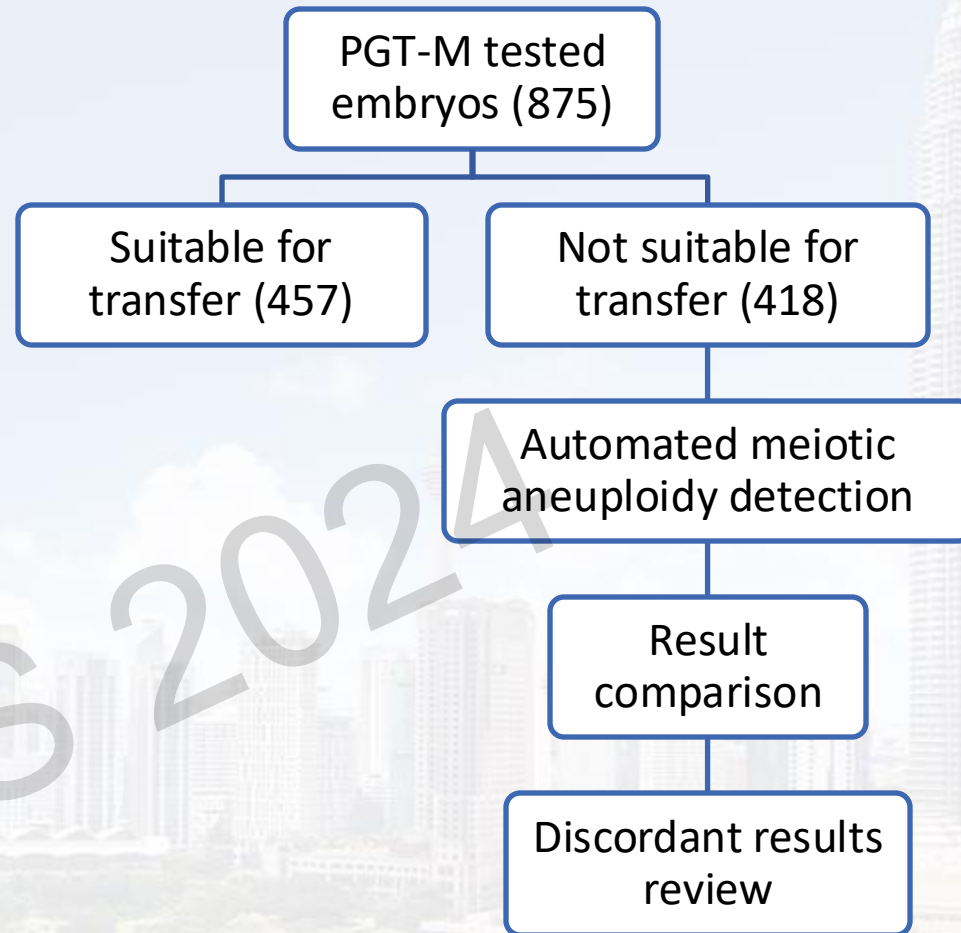 PGT-M tested
embryos (875)
Suitable for
transfer (457)
Not suitable for
transfer (418)
Automated meiotic
aneuploidy detection
Result
comparison
Discordant results
review
S 2024